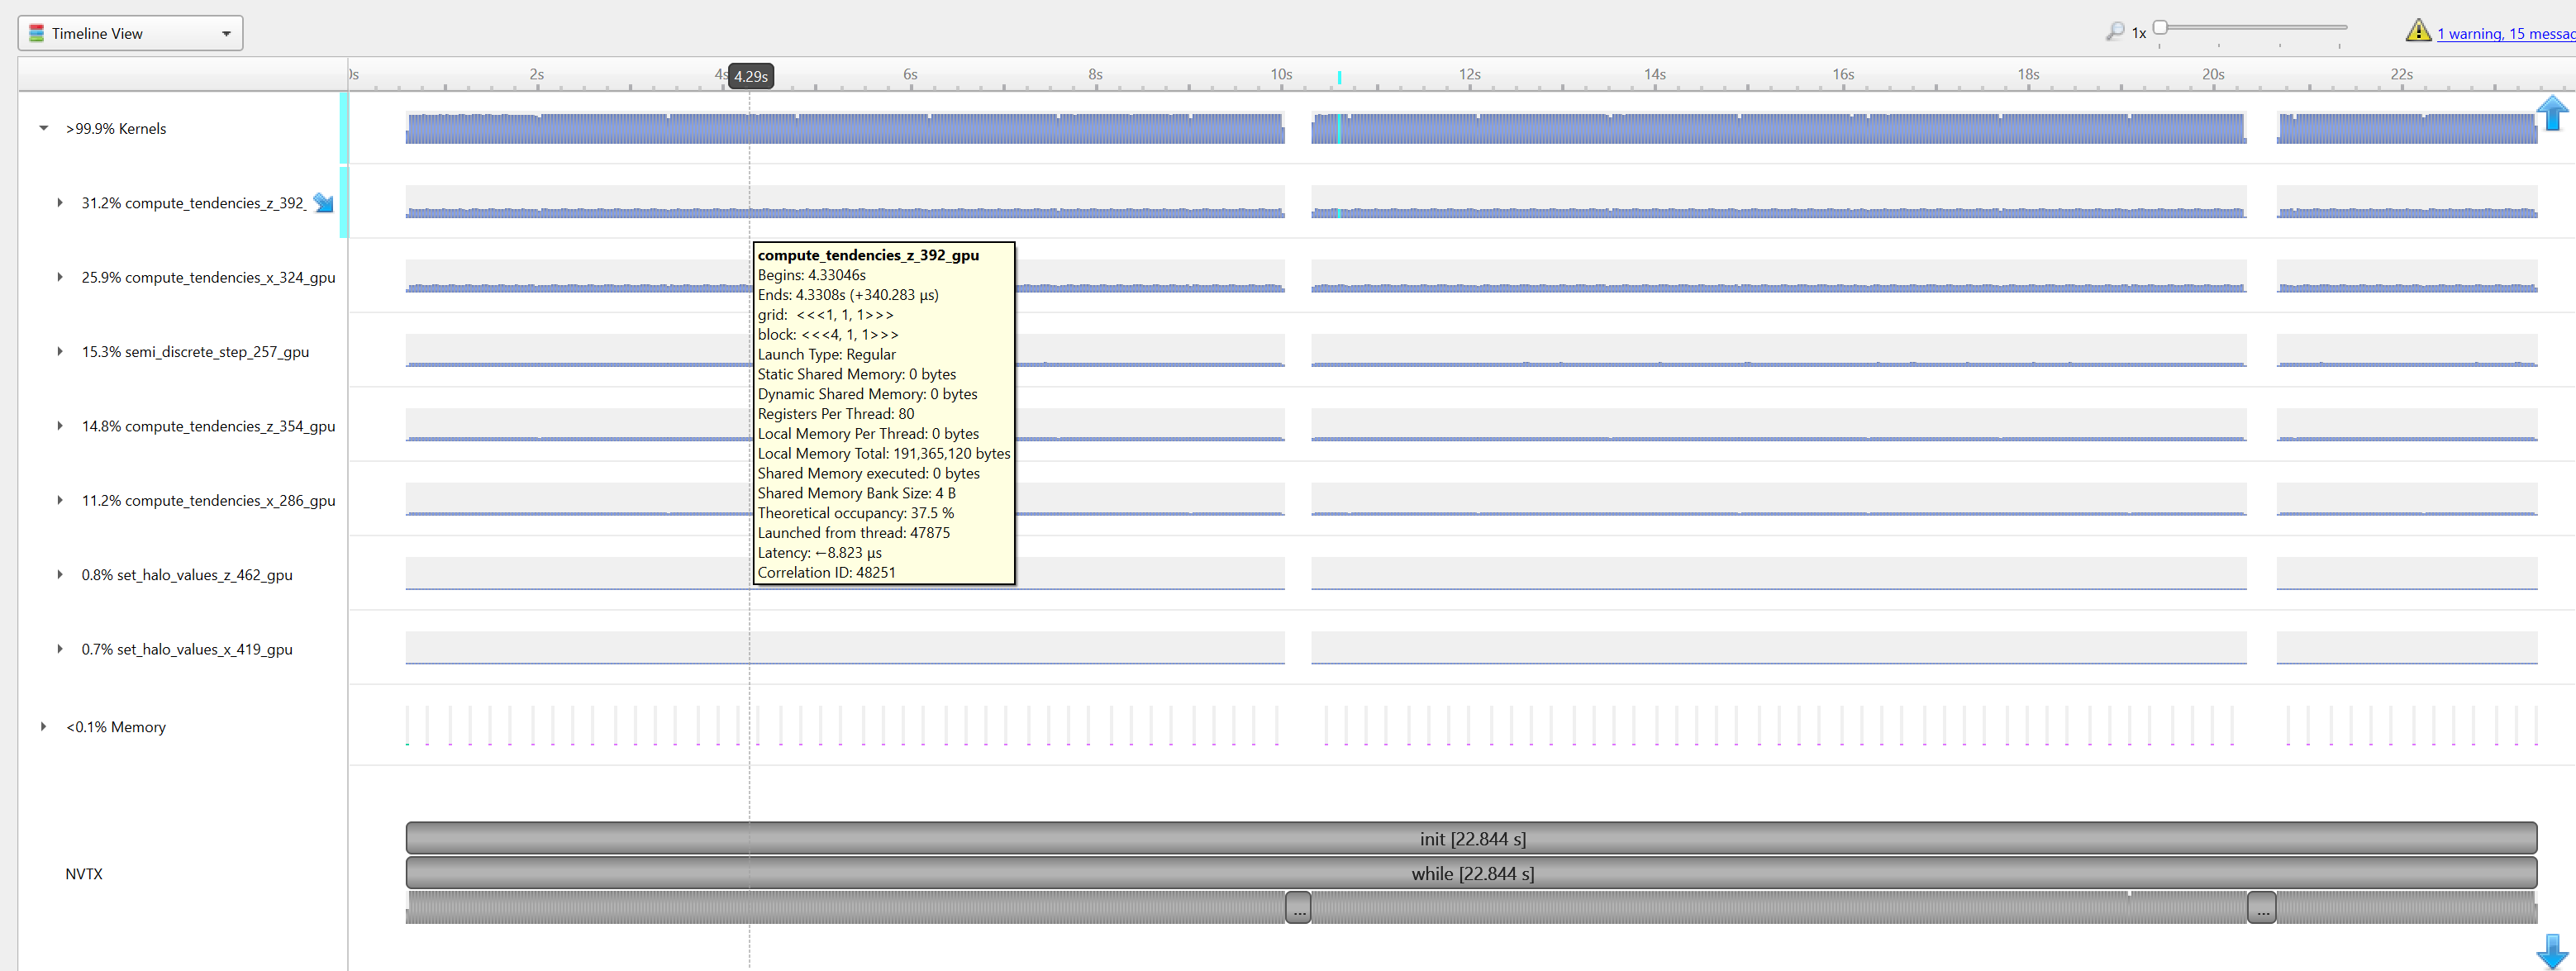 Timeline View
1x
1 warning, 15 messag
0s 2s 4s 4.29s 6s 8s 10s 12s 14s 16s 18s 20s 22s
>99.9% Kernels
31.2% compute_tendencies_z_392_
25.9% compute_tendencies_x_324_gpu
15.3% semi_discrete_step_257_gpu
14.8% compute_tendencies_z_354_gpu
11.2% compute_tendencies_x_286_gpu
0.8% set_halo_values_z_462_gpu
0.7% set_halo_values_x_419_gpu
<0.1% Memory
compute_tendencies_z_392_gpu
Begins: 4.33046s
Ends: 4.3308s (+340.283 μs)
grid: <<<1, 1, 1>>>
block: <<<4, 1, 1>>>
Launch Type: Regular
Static Shared Memory: 0 bytes
Dynamic Shared Memory: 0 bytes
Registers Per Thread: 80
Local Memory Per Thread: 0 bytes
Local Memory Total: 191,365,120 bytes
Shared Memory executed: 0 bytes
Shared Memory Bank Size: 4 B
Theoretical occupancy: 37.5 %
Launched from thread: 47875
Latency: ←8.823 μs
Correlation ID: 48251
init [22.844 s]
NVTX
while [22.844 s]
... ...